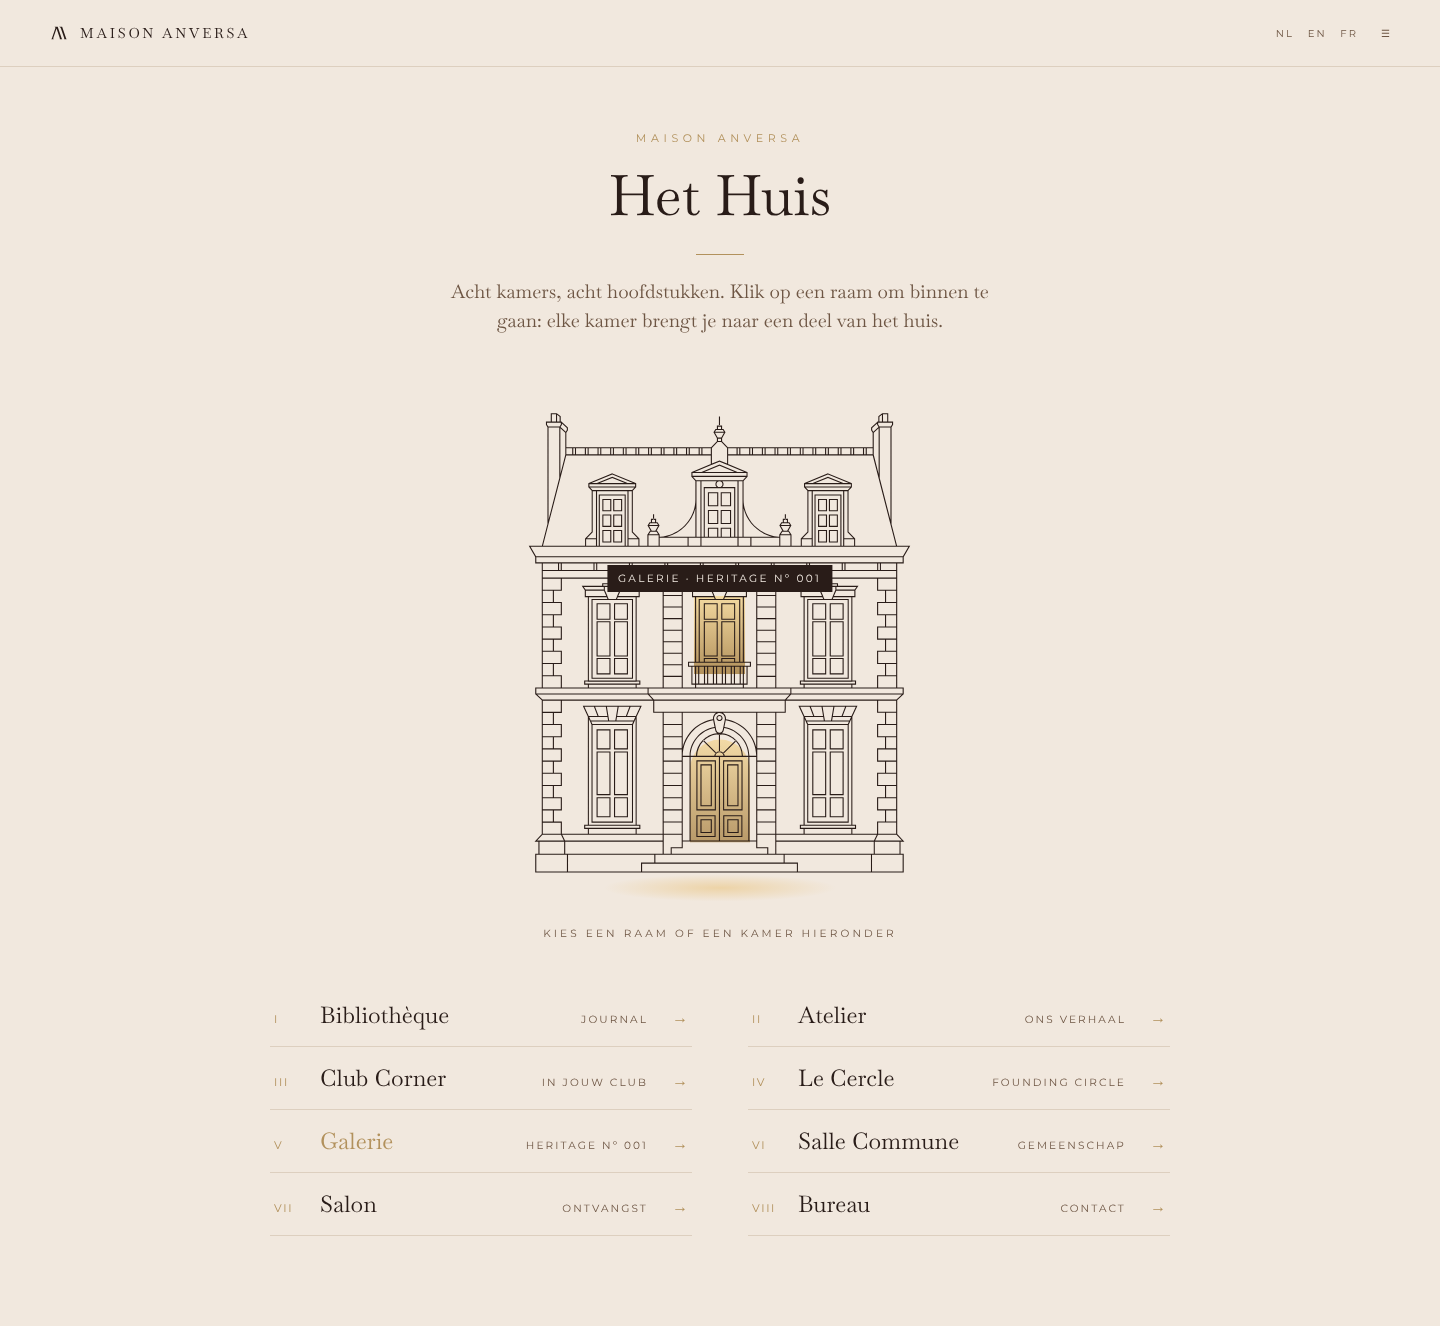 MAISON ANVERSA
NL EN FR
MAISON ANVERSA
Het Huis
Acht kamers, acht hoofdstukken. Klik op een raam om binnen te
gaan: elke kamer brengt je naar een deel van het huis.
GALERIE · HERITAGE Nº 001
KIES EEN RAAM OF EEN KAMER HIERONDER
I Bibliothèque JOURNAL →
II Atelier ONS VERHAAL →
III Club Corner IN JOUW CLUB →
IV Le Cercle FOUNDING CIRCLE →
V Galerie HERITAGE Nº 001 →
VI Salle Commune GEMEENSCHAP →
VII Salon ONTVANGST →
VIII Bureau CONTACT →